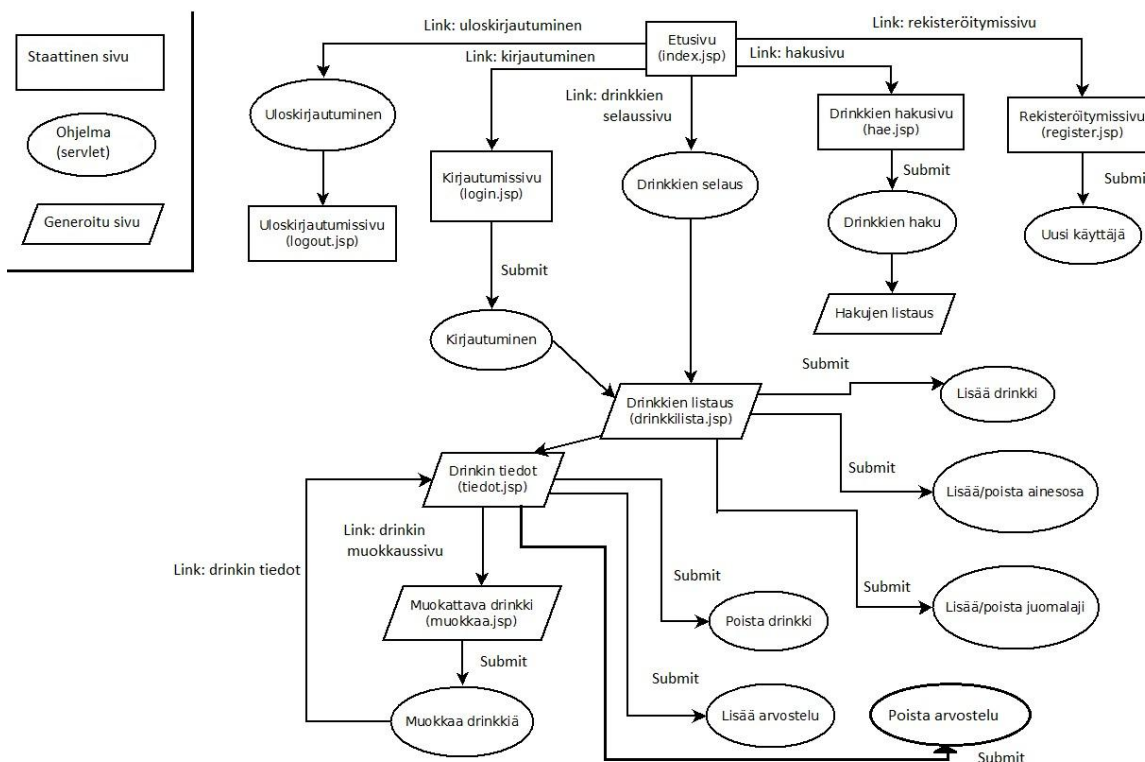 Staattinen sivu
Ohjelma
(servlet)
Generoitu sivu
Link: uloskirjautuminen
Link: kirjautuminen
Etusivu
(index.jsp)
Link: rekisteröitymissivu
Link: hakusivu
Link: drinkkien
selaussivu
Uloskirjautuminen
Uloskirjautumissivu
(logout.jsp)
Kirjautumissivu
(login.jsp)
Submit
Kirjautuminen
Drinkkien selaus
Drinkkien hakusivu
(hae.jsp)
Submit
Drinkkien haku
Hakujen listaus
Rekisteröitymissivu
(register.jsp)
Submit
Uusi käyttäjä
Drinkkien listaus
(drinkkilista.jsp)
Submit
Lisää drinkki
Submit
Lisää/poista ainesosa
Submit
Lisää/poista juomalaji
Drinkin tiedot
(tiedot.jsp)
Link: drinkin
muokkaussivu
Link: drinkin tiedot
Muokattava drinkki
(muokkaa.jsp)
Submit
Muokkaa drinkkiä
Submit
Poista drinkki
Submit
Lisää arvostelu
Poista arvostelu
Submit